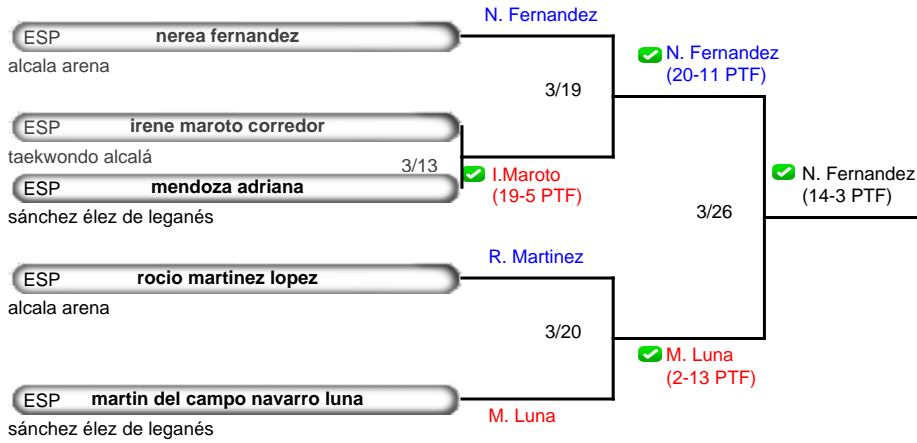 N. Fernandez
ESP nerea fernandez
alcala arena
N. Fernandez
(20-11 PTF)
3/19
ESP irene maroto corredor
taekwondo alcalá
3/13
I.Maroto
(19-5 PTF)
ESP mendoza adriana
sánchez élez de leganés
N. Fernandez
(14-3 PTF)
3/26
R. Martinez
ESP rocio martinez lopez
alcala arena
3/20
M. Luna
(2-13 PTF)
ESP martin del campo navarro luna
M. Luna
sánchez élez de leganés